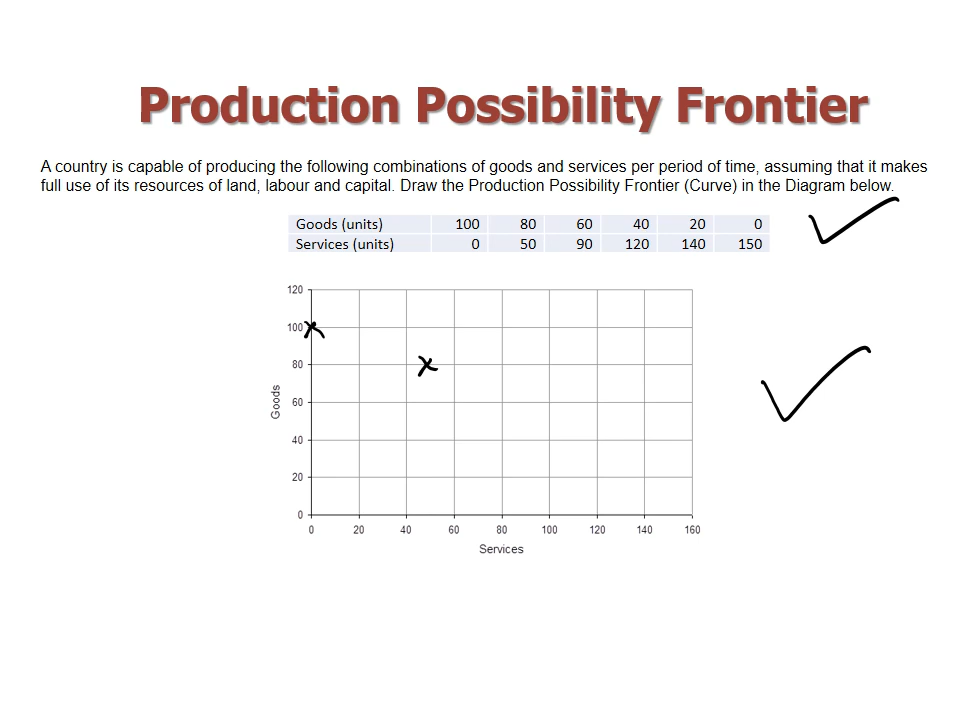 Production Possibility Frontier
A country is capable of producing the following combinations of goods and services per period of time, assuming that it makes
full use of its resources of land, labour and capital. Draw the Production Possibility Frontier (Curve) in the Diagram below.
Goods (units) 100 80 60 40 20 0
Services (units) 0 50 90 120 140 150
120
100
80
60
40
20
0
Goods
0 20 40 60 80 100 120 140 160
Services